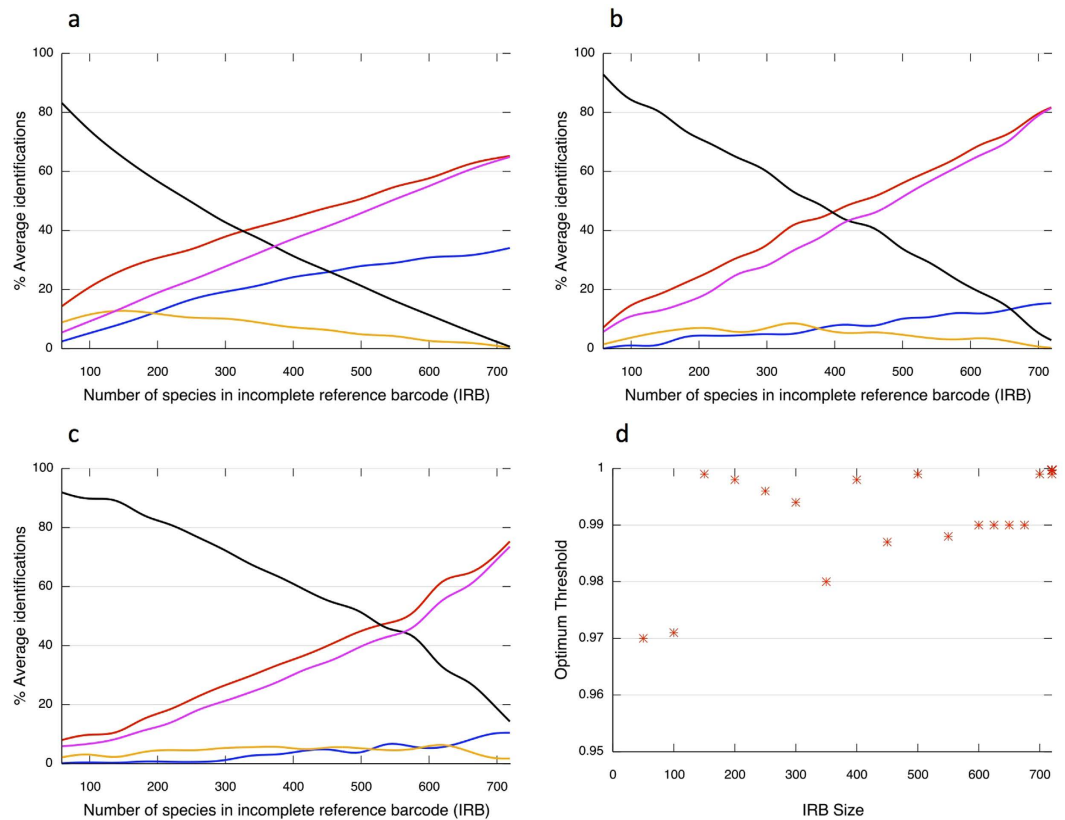 a
100
80
60
40
20
0
% Average identifications
100 200 300 400 500 600 700
Number of species in incomplete reference barcode (IRB)
b
100
80
60
40
20
0
% Average identifications
100 200 300 400 500 600 700
Number of species in incomplete reference barcode (IRB)
c
100
80
60
40
20
0
% Average identifications
100 200 300 400 500 600 700
Number of species in incomplete reference barcode (IRB)
d
1
0.99
0.98
0.97
0.96
0.95
Optimum Threshold
0 100 200 300 400 500 600 700
IRB Size